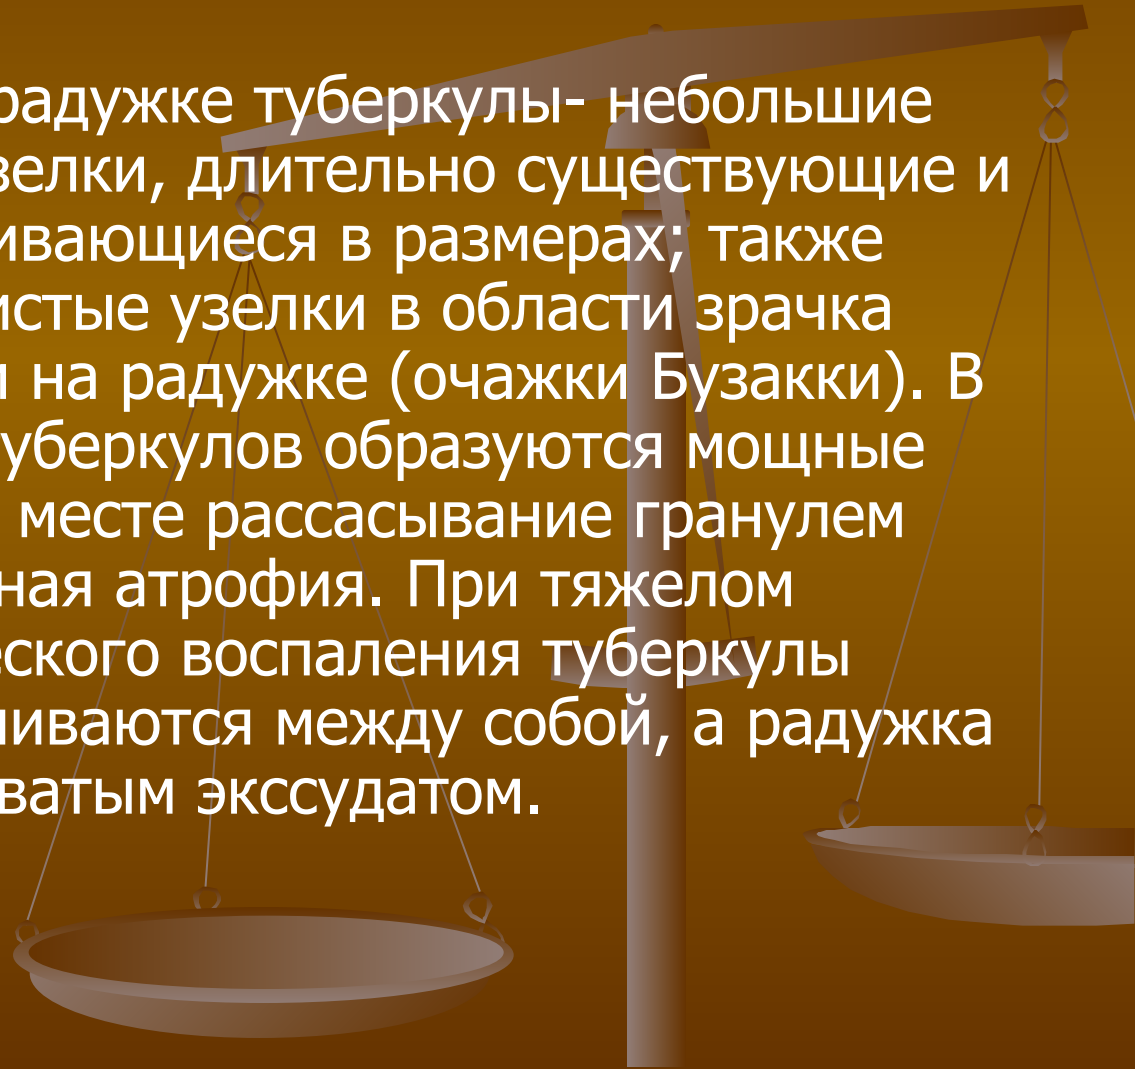 радужке туберкулы- небольшие
зелки, длительно существующие и
ивающиеся в размерах; также
истые узелки в области зрачка
и на радужке (очажки Бузакки). В
уберкулов образуются мощные
месте рассасывание гранулем
ная атрофия. При тяжелом
еского воспаления туберкулы
иваются между собой, а радужка
ватым экссудатом.